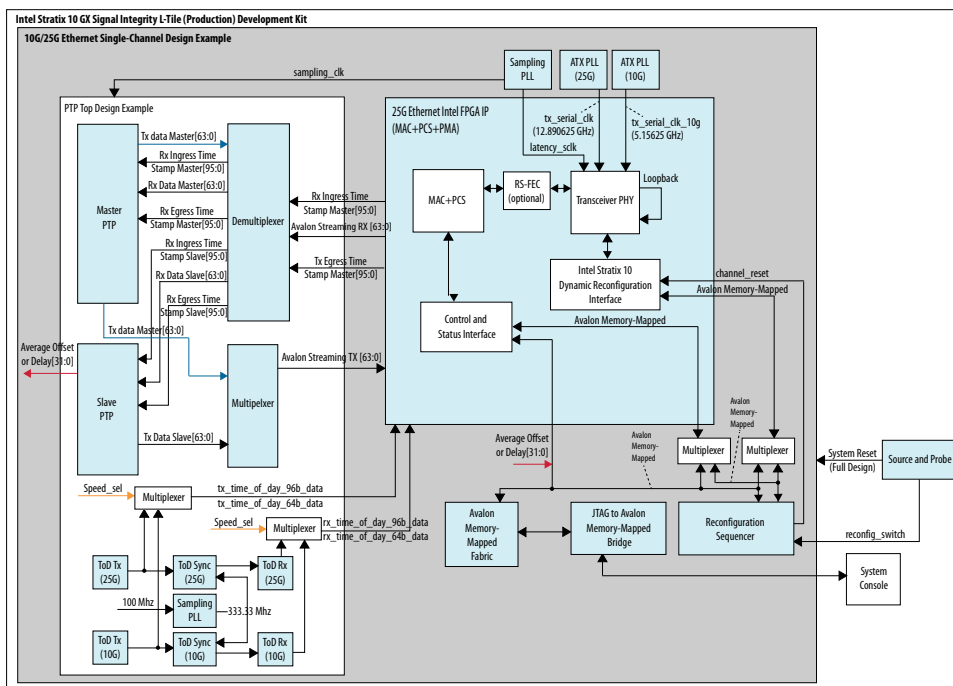 Intel Stratix 10 GX Signal Integrity L-Tile (Production) Development Kit
10G/25G Ethernet Single-Channel Design Example
Sampling
PLL
ATX PLL
(25G)
ATX PLL
(10G)
sampling_clk
PTP Top Design Example
25G Ethernet Intel FPGA IP
(MAC+PCS+PMA)
tx_serial_clk
(12.890625 GHz)
tx_serial_clk_10g
(5.15625 GHz)
latency_sclk
Master
PTP
Tx data Master[63:0]
Rx Ingress Time
Stamp Master[95:0]
Rx Data Master[63:0]
Rx Egress Time
Stamp Master[95:0]
Rx Ingress Time
Stamp Slave[95:0]
Rx Data Slave[63:0]
Rx Egress Time
Stamp Slave[95:0]
Tx data Master[63:0]
Demultiplexer
Rx Ingress Time
Stamp Master[95:0]
Avalon Streaming RX [63:0]
Tx Egress Time
Stamp Master[95:0]
MAC+PCS
RS-FEC
(optional)
Transceiver PHY
Loopback
Intel Stratix 10
Dynamic Reconfiguration
Interface
channel_reset
Avalon Memory-Mapped
Control and
Status Interface
Avalon Memory-Mapped
Average Offset
or Delay[31:0]
Slave
PTP
Multipelxer
Avalon Streaming TX [63:0]
Tx Data Slave[63:0]
Average Offset
or Delay[31:0]
Avalon
Memory-
Mapped
Avalon
Memory-
Mapped
Multiplexer
Multiplexer
System Reset
(Full Design)
Source and Probe
Speed_sel
Multiplexer
tx_time_of_day_96b_data
tx_time_of_day_64b_data
Speed_sel
Multiplexer
rx_time_of_day_96b_data
rx_time_of_day_64b_data
Avalon
Memory-
Mapped
Fabric
JTAG to Avalon
Memory-Mapped
Bridge
Reconfiguration
Sequencer
reconfig_switch
System
Console
ToD Tx
(25G)
ToD Sync
(25G)
ToD Rx
(25G)
100 Mhz
Sampling
PLL
333.33 Mhz
ToD Tx
(10G)
ToD Sync
(10G)
ToD Rx
(10G)